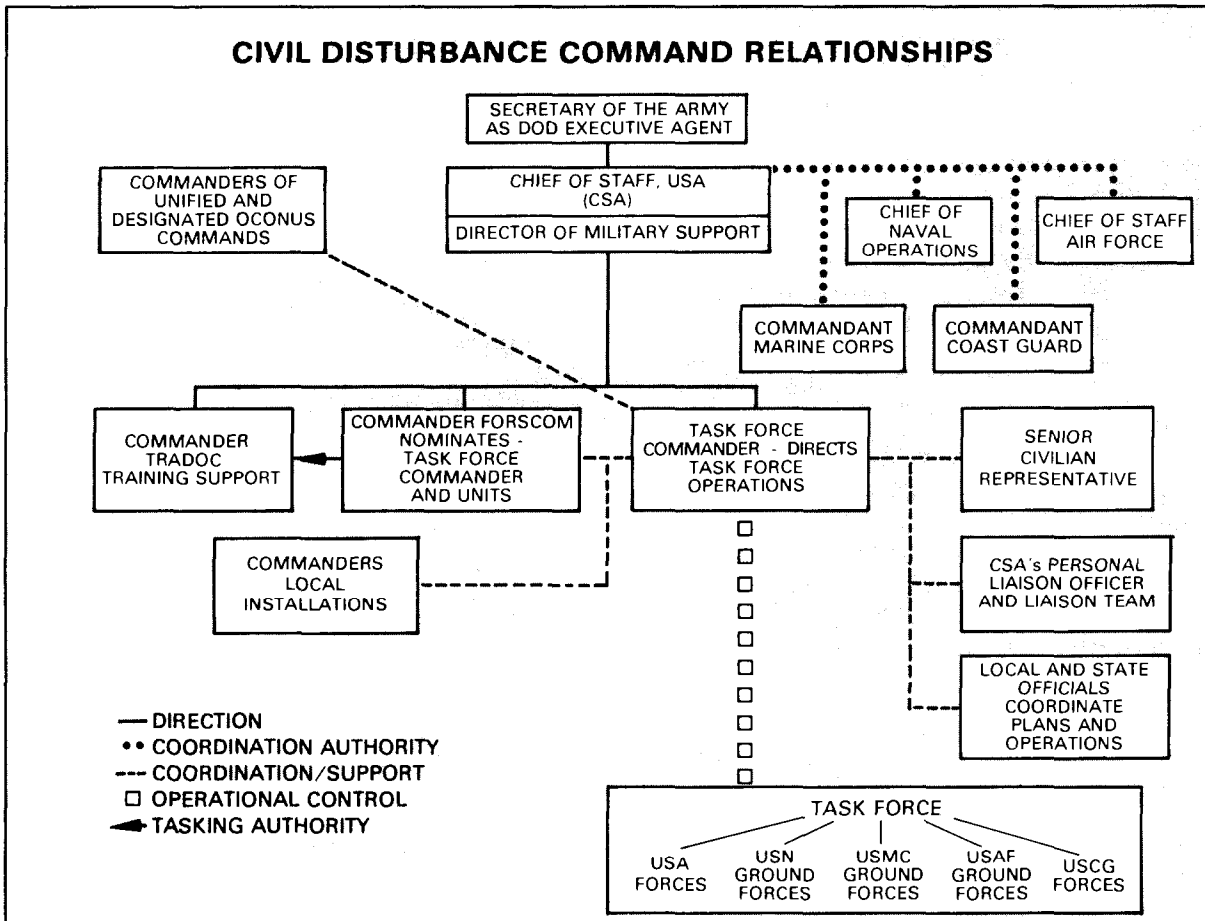 CIVIL DISTURBANCE COMMAND RELATIONSHIPS
SECRETARY OF THE ARMY
AS DOD EXECUTIVE AGENT
COMMANDERS OF
UNIFIED AND
DESIGNATED OCONUS
COMMANDS
CHIEF OF STAFF, USA
(CSA)
DIRECTOR OF MILITARY SUPPORT
CHIEF OF
NAVAL
OPERATIONS
CHIEF OF STAFF
AIR FORCE
COMMANDANT
MARINE CORPS
COMMANDANT
COAST GUARD
COMMANDER
TRADOC
TRAINING SUPPORT
COMMANDER FORSCOM
NOMINATES -
TASK FORCE
COMMANDER
AND UNITS
TASK FORCE
COMMANDER - DIRECTS
TASK FORCE
OPERATIONS
SENIOR
CIVILIAN
REPRESENTATIVE
COMMANDERS
LOCAL
INSTALLATIONS
CSA's PERSONAL
LIAISON OFFICER
AND LIAISON TEAM
LOCAL AND STATE
OFFICIALS
COORDINATE
PLANS AND
OPERATIONS
DIRECTION
COORDINATION AUTHORITY
COORDINATION/SUPPORT
OPERATIONAL CONTROL
TASKING AUTHORITY
TASK FORCE
USA
FORCES
USN
GROUND
FORCES
USMC
GROUND
FORCES
USAF
GROUND
FORCES
USCG
FORCES